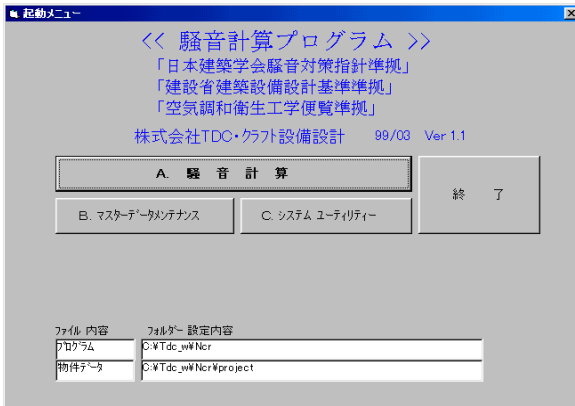 起動メニュー
<< 騒音計算プログラム >>
「日本建築学会騒音対策指針準拠」
「建設省建築設備設計基準準拠」
「空気調和衛生工学便覧準拠」
株式会社TDC・クラフト設備設計 99/03 Ver 1.1
A. 騒 音 計 算
終 了
B. マスターデータメンテナンス C. システム ユーティリティー
ファイル 内容 フォルダー 設定内容
プログラム C:¥Tdc_w¥Ncr
物件データ C:¥Tdc_w¥Ncr¥project